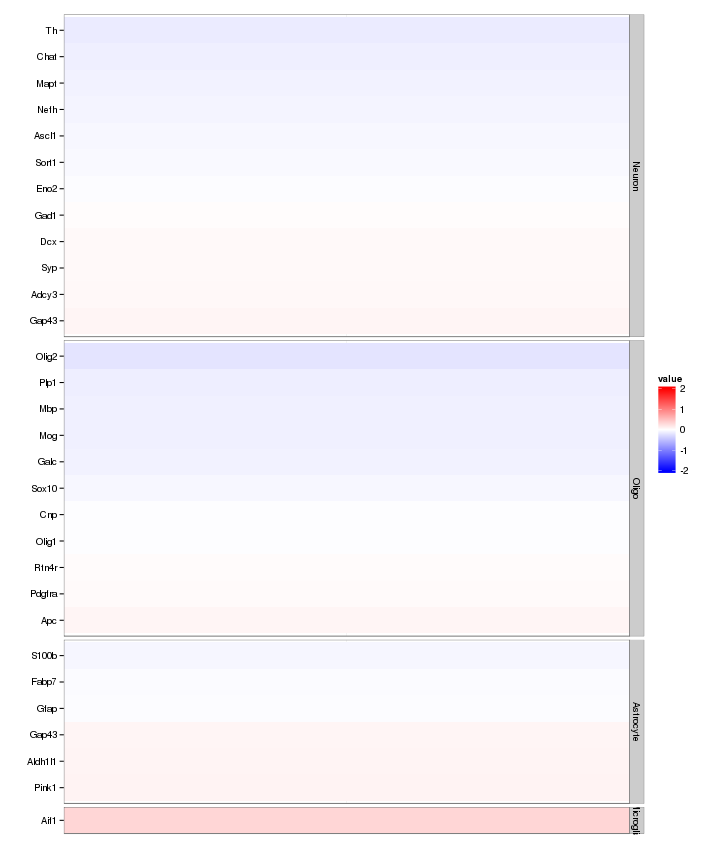 Th
Chat
Mapt
Nefh
Ascl1
Sort1
Eno2
Gad1
Dcx
Syp
Adcy3
Gap43
Neuron
Olig2
Plp1
Mbp
Mog
Galc
Sox10
Cnp
Olig1
Rtn4r
Pdgfra
Apc
Oligo
S100b
Fabp7
Gfap
Gap43
Aldh1l1
Pink1
Astrocyte
Aif1
value
2
1
0
-1
-2